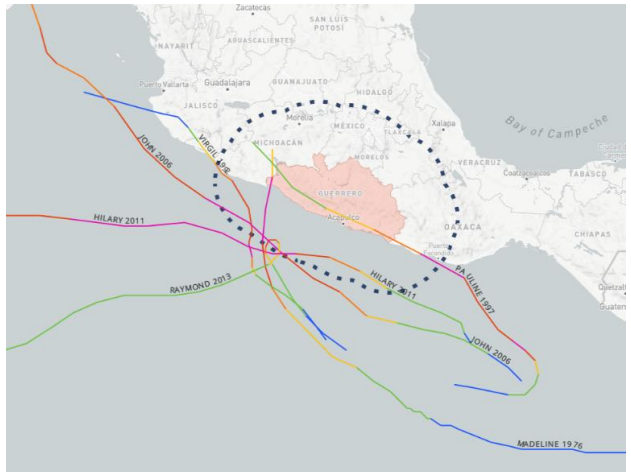 Zacatecas
SAN LUIS
POTOSÍ
NAYARIT
AGUASCALIENTES
Puerto Vallarta
Guadalajara
GUANAJUATO
HIDALGO
JALISCO
Morelia
MÉXICO
TLAXCALA
Xalapa
Bay of Campeche
MICHOACÁN
MORELOS
VERACRUZ
Coatzacoalcos
TABASCO
JOHN 2006
VIRGIL
GUERRERO
Acapulco
OAXACA
CHIAPAS
HILARY 2011
Puerto
PAULINE 1997
HILARY 2011
RAYMOND 2013
JOHN 2006
MADELINE 1976